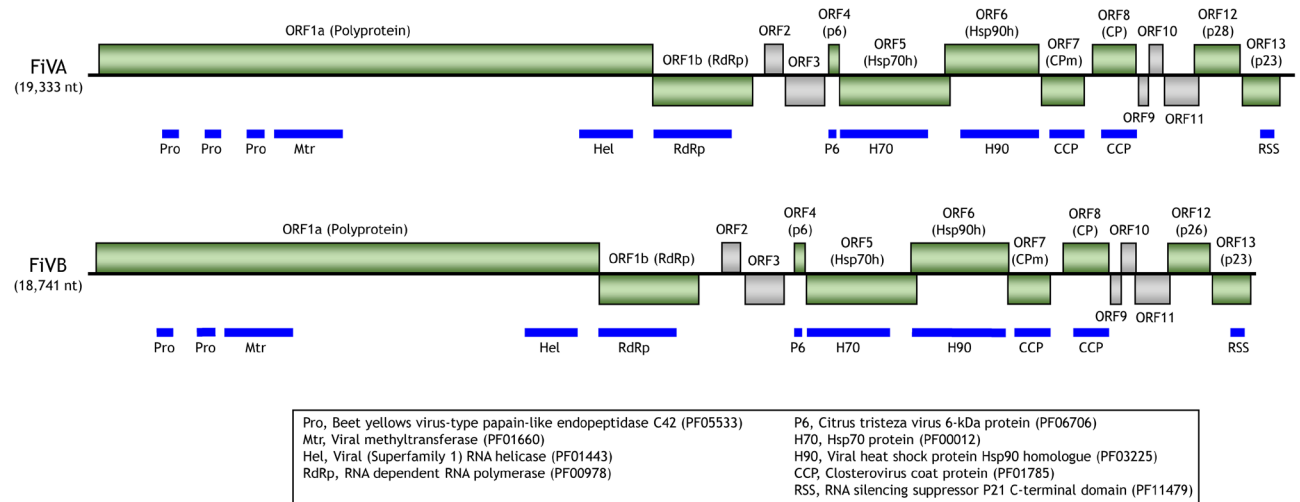 ORF1a (Polyprotein)
ORF1b (RdRp)
ORF2
ORF3
ORF4
(p6)
ORF5
(Hsp70h)
ORF6
(Hsp90h)
ORF7
(CPm)
ORF8
(CP)
ORF9
ORF10
ORF11
ORF12
(p28)
ORF13
(p23)
FiVA
(19,333 nt)
Pro Pro Pro Mtr Hel RdRp P6 H70 H90 CCP CCP RSS
ORF1a (Polyprotein)
ORF1b (RdRp)
ORF2
ORF3
ORF4
(p6)
ORF5
(Hsp70h)
ORF6
(Hsp90h)
ORF7
(CPm)
ORF8
(CP)
ORF9
ORF10
ORF11
ORF12
(p26)
ORF13
(p23)
FiVB
(18,741 nt)
Pro Pro Mtr Hel RdRp P6 H70 H90 CCP CCP RSS
Pro, Beet yellows virus-type papain-like endopeptidase C42 (PF05533)
Mtr, Viral methyltransferase (PF01660)
Hel, Viral (Superfamily 1) RNA helicase (PF01443)
RdRp, RNA dependent RNA polymerase (PF00978)
P6, Citrus tristeza virus 6-kDa protein (PF06706)
H70, Hsp70 protein (PF00012)
H90, Viral heat shock protein Hsp90 homologue (PF03225)
CCP, Closterovirus coat protein (PF01785)
RSS, RNA silencing suppressor P21 C-terminal domain (PF11479)